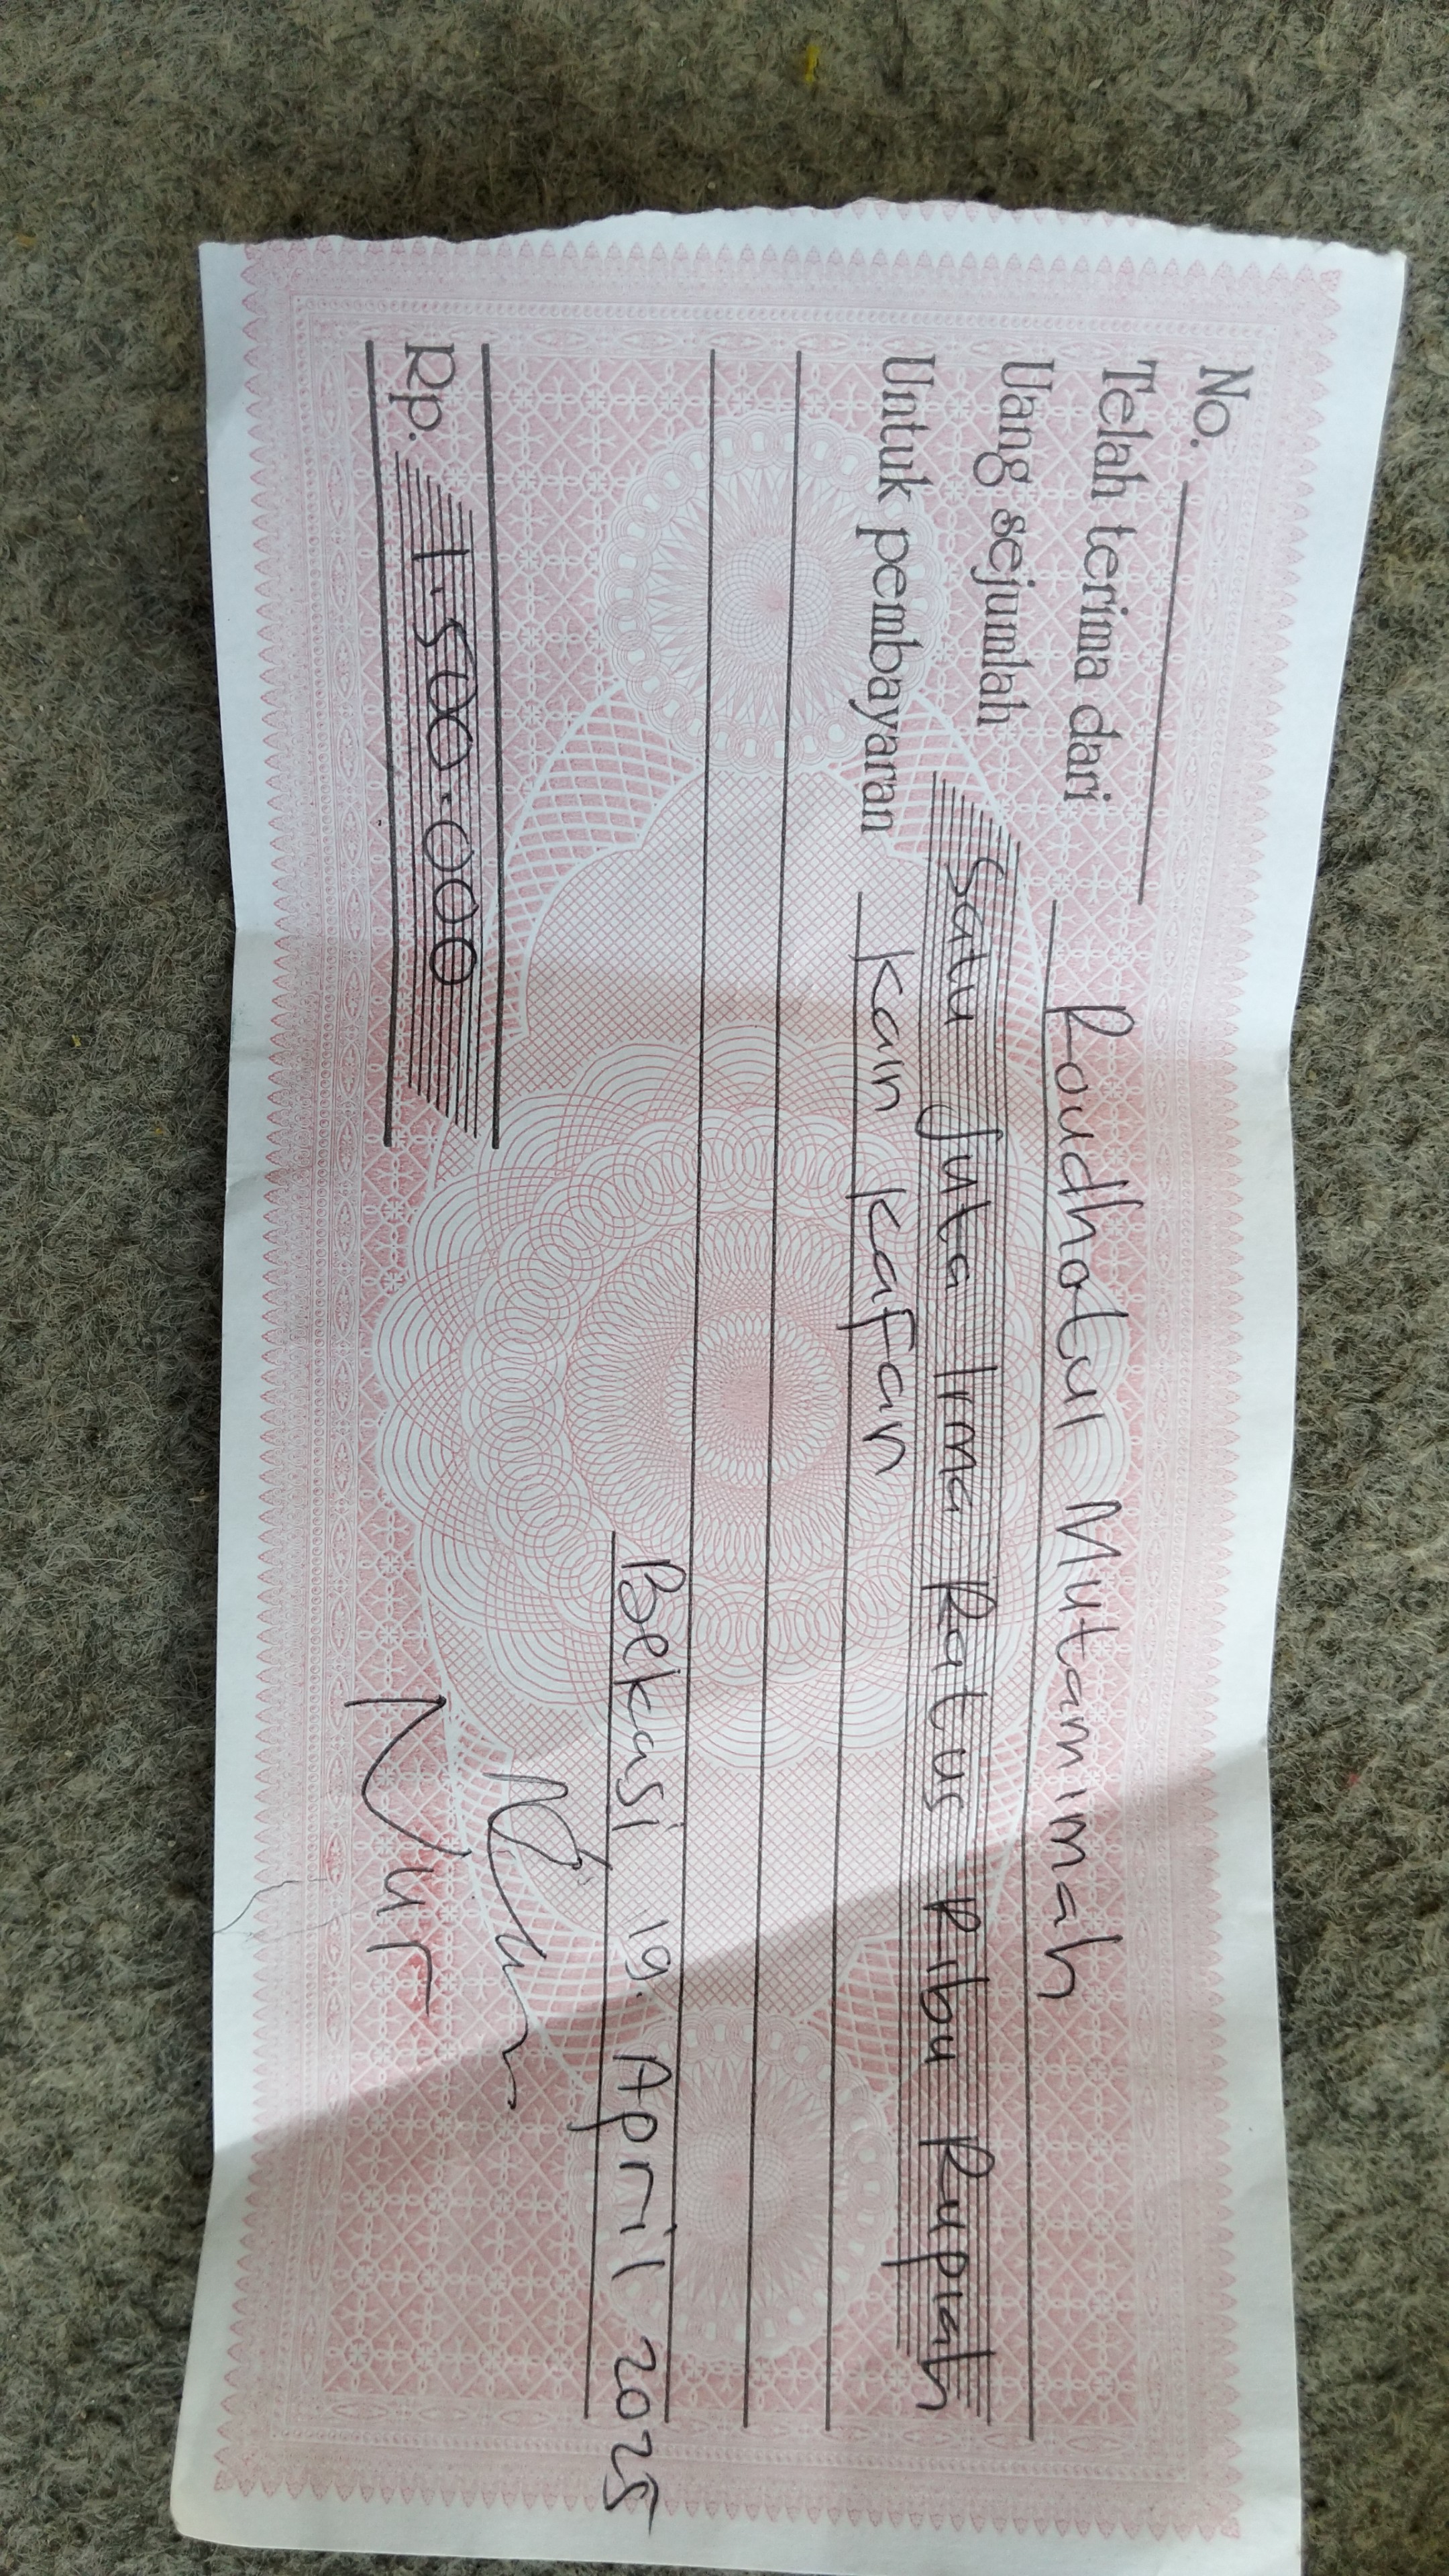 No.
Telah terima dari Roudhotul Mutammimah
Uang sejumlah Satu Juta lima Ratus Ribu Rupiah
Untuk pembayaran Kain Kafan
Bekasi 19. April 2025
Rp. 1.500.000
Nur